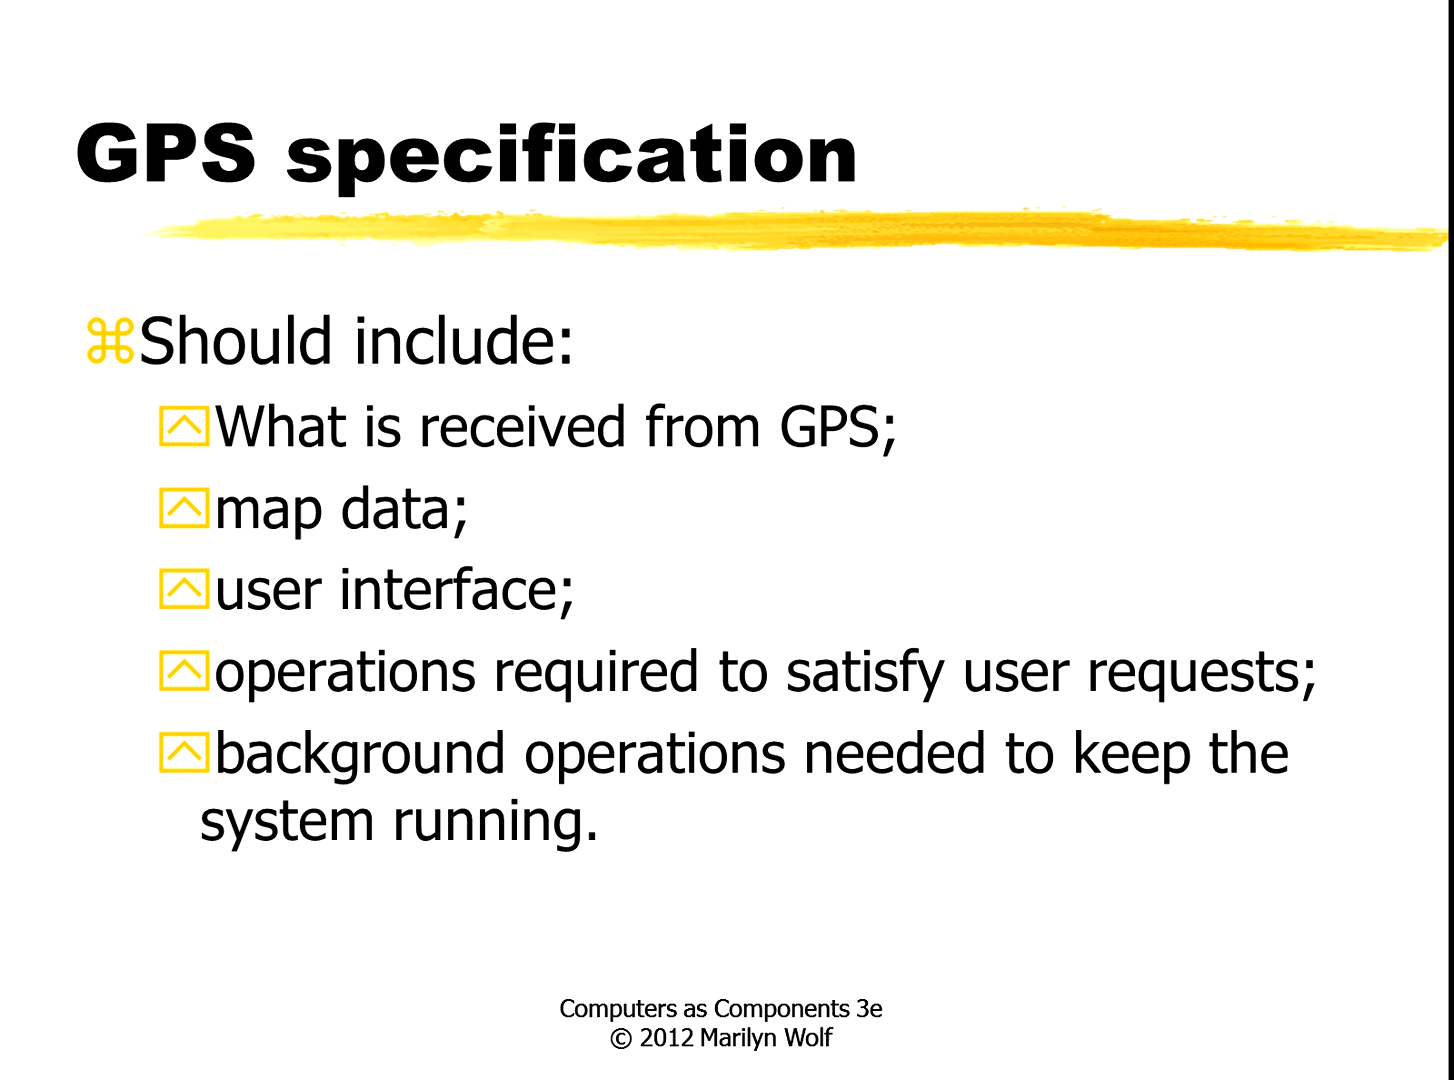 GPS specification
⌘Should include:
What is received from GPS;
map data;
user interface;
operations required to satisfy user requests;
background operations needed to keep the
system running.
Computers as Components 3e
© 2012 Marilyn Wolf